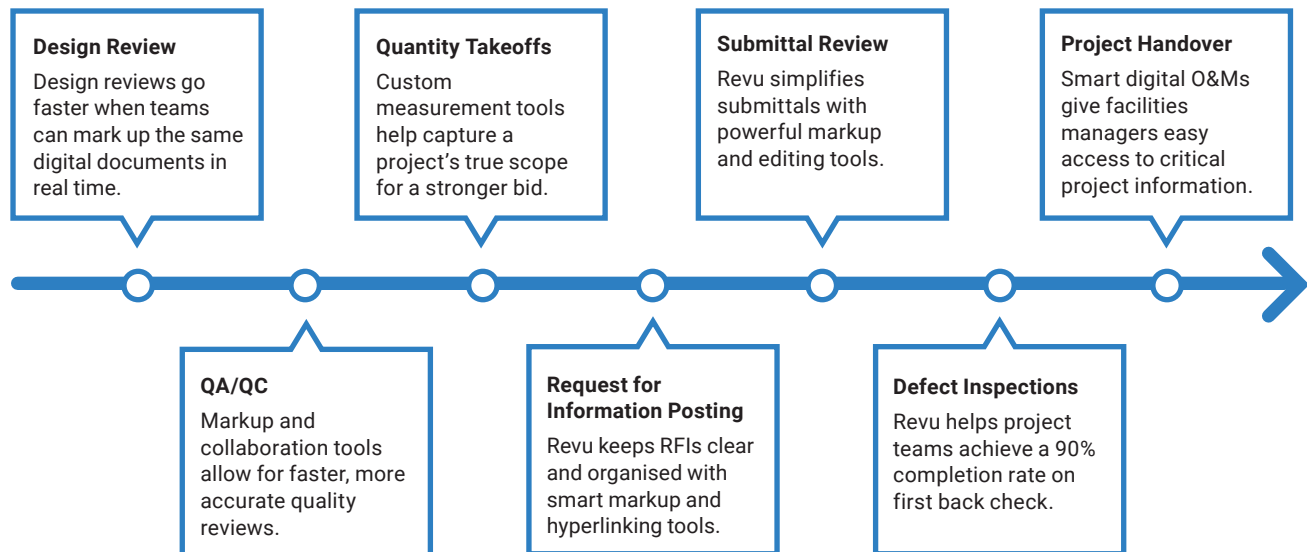 Design Review
Design reviews go
faster when teams
can mark up the same
digital documents in
real time.
Quantity Takeoffs
Custom
measurement tools
help capture a
project’s true scope
for a stronger bid.
Submittal Review
Revu simplifies
submittals with
powerful markup
and editing tools.
Project Handover
Smart digital O&Ms
give facilities
managers easy
access to critical
project information.
QA/QC
Markup and
collaboration tools
allow for faster, more
accurate quality
reviews.
Request for
Information Posting
Revu keeps RFIs clear
and organised with
smart markup and
hyperlinking tools.
Defect Inspections
Revu helps project
teams achieve a 90%
completion rate on
first back check.